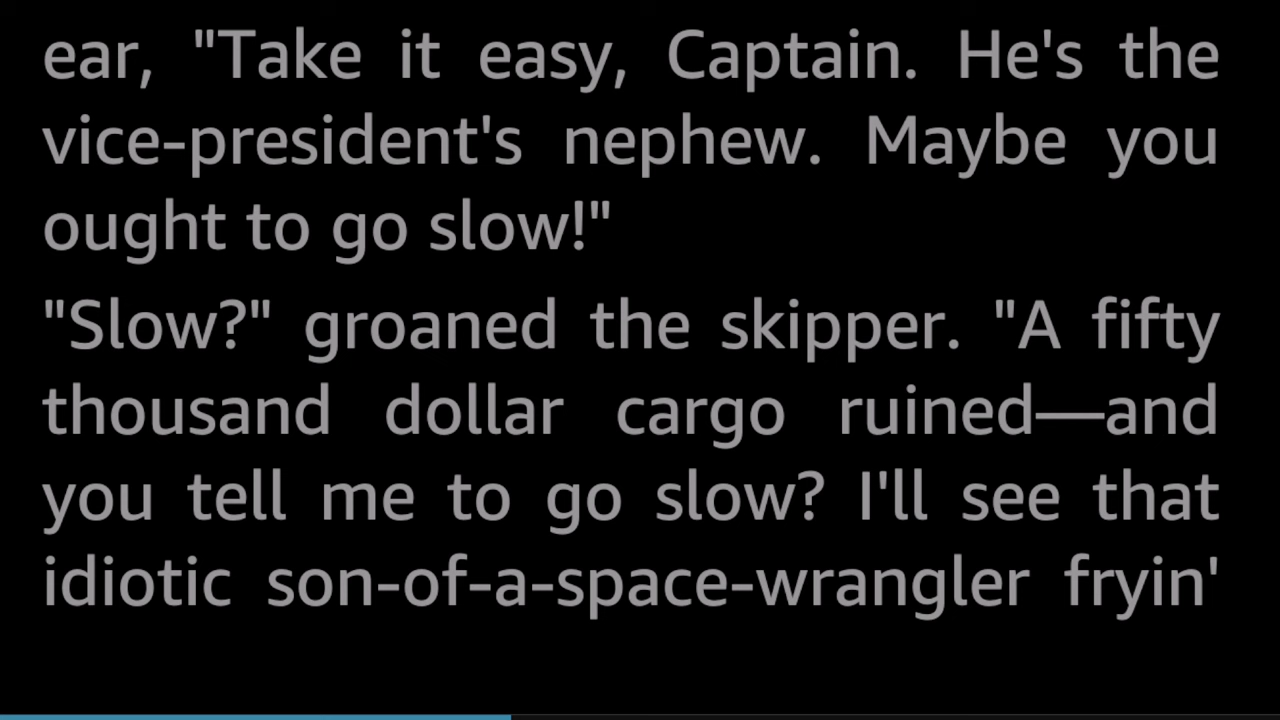 ear, "Take it easy, Captain. He's the
vice-president's nephew. Maybe you
ought to go slow!"
"Slow?" groaned the skipper. "A fifty
thousand dollar cargo ruined—and
you tell me to go slow? I'll see that
idiotic son-of-a-space-wrangler fryin'